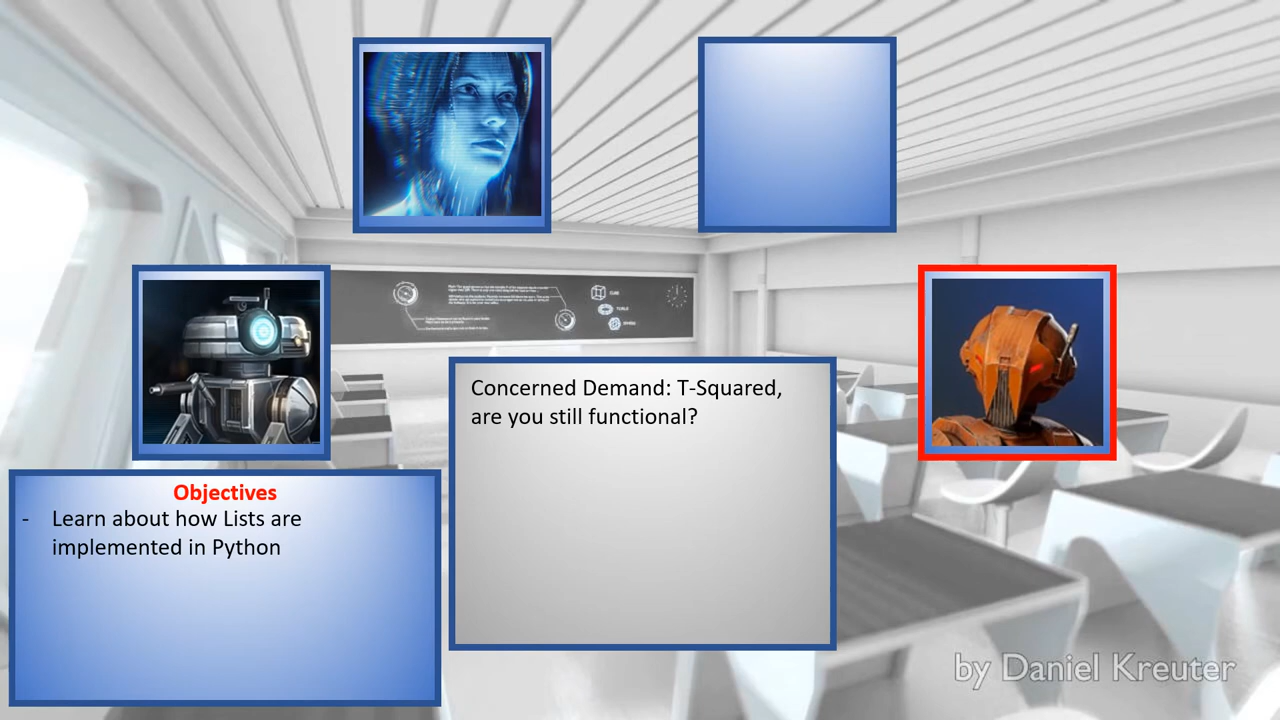 Concerned Demand: T-Squared,
are you still functional?
Objectives
- Learn about how Lists are
implemented in Python
by Daniel Kreuter